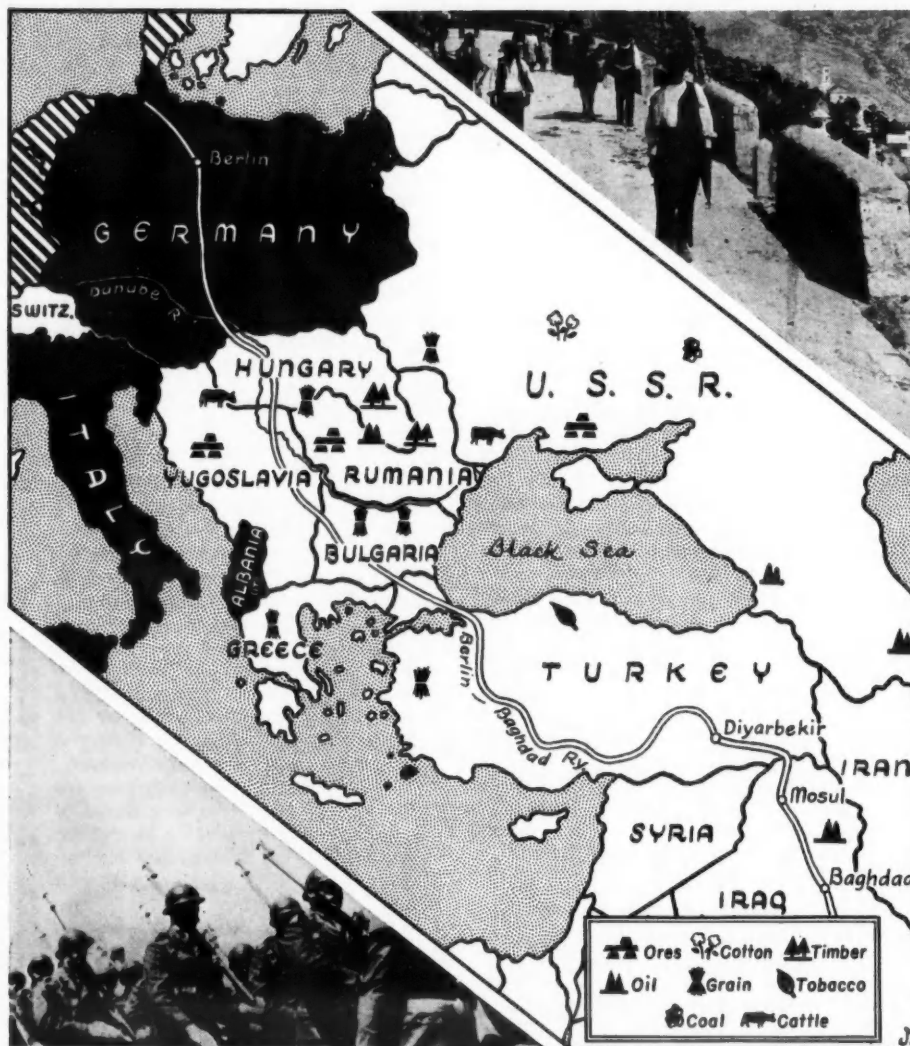 Berlin
GERMANY
Danube R.
SWITZ.
HUNGARY
U. S. S. R.
ITALY
YUGOSLAVIA
RUMANIA
BULGARIA
Black Sea
ALBANIA
GREECE
TURKEY
Berlin - Baghdad Ry.
Diyarbekir
IRAN
Mosul
SYRIA
Baghdad
IRAQ
Ores Cotton Timber
Oil Grain Tobacco
Coal Cattle